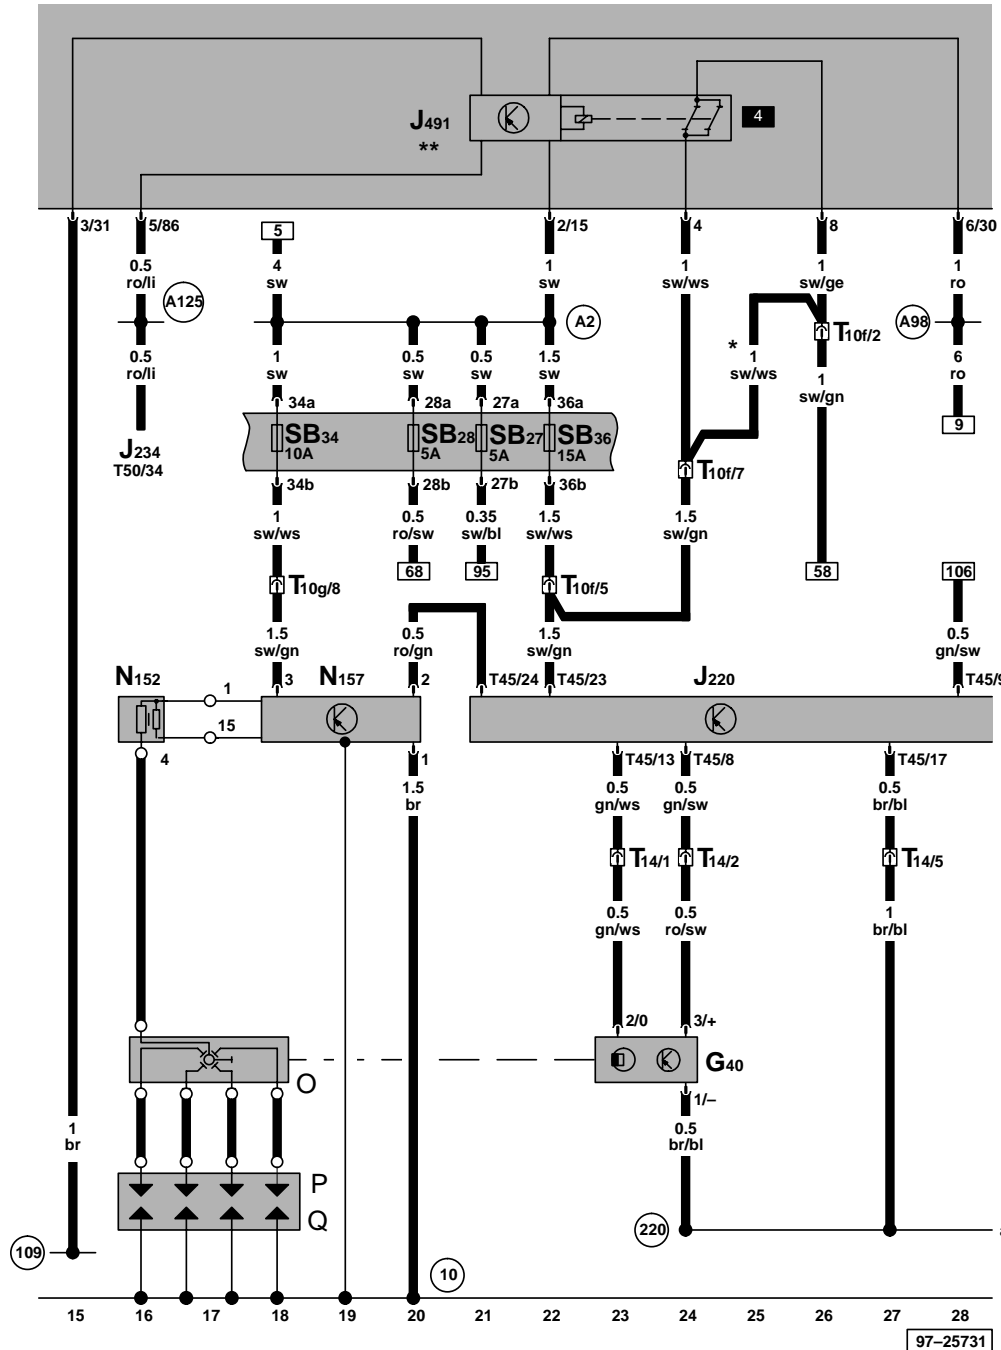 J491
**
4
3/31
5/86
5
2/15
4
8
6/30
0.5
ro/li
4
sw
1
sw
1
sw/ws
1
sw/ge
1
ro
A125
A2
T10f/2
A98
0.5
ro/li
1
sw
0.5
sw
0.5
sw
1.5
sw
*
1
sw/ws
1
sw/gn
6
ro
34a
28a
27a
36a
9
J234
T50/34
SB34
10A
SB28
5A
SB27
5A
SB36
15A
T10f/7
34b
28b
27b
36b
1
sw/ws
0.5
ro/sw
0.35
sw/bl
1.5
sw/ws
1.5
sw/gn
68
95
58
106
T10g/8
T10f/5
1.5
sw/gn
0.5
ro/gn
1.5
sw/gn
0.5
gn/sw
N152
3
N157
2
T45/24
T45/23
J220
T45/9
1
15
4
1
T45/13
T45/8
T45/17
1.5
br
0.5
gn/ws
0.5
gn/sw
0.5
br/bl
T14/1
T14/2
T14/5
0.5
gn/ws
0.5
ro/sw
1
br/bl
2/0
3/+
G40
O
1/–
1
br
0.5
br/bl
P
Q
220
109
10
15 16 17 18 19 20 21 22 23 24 25 26 27 28
97–25731